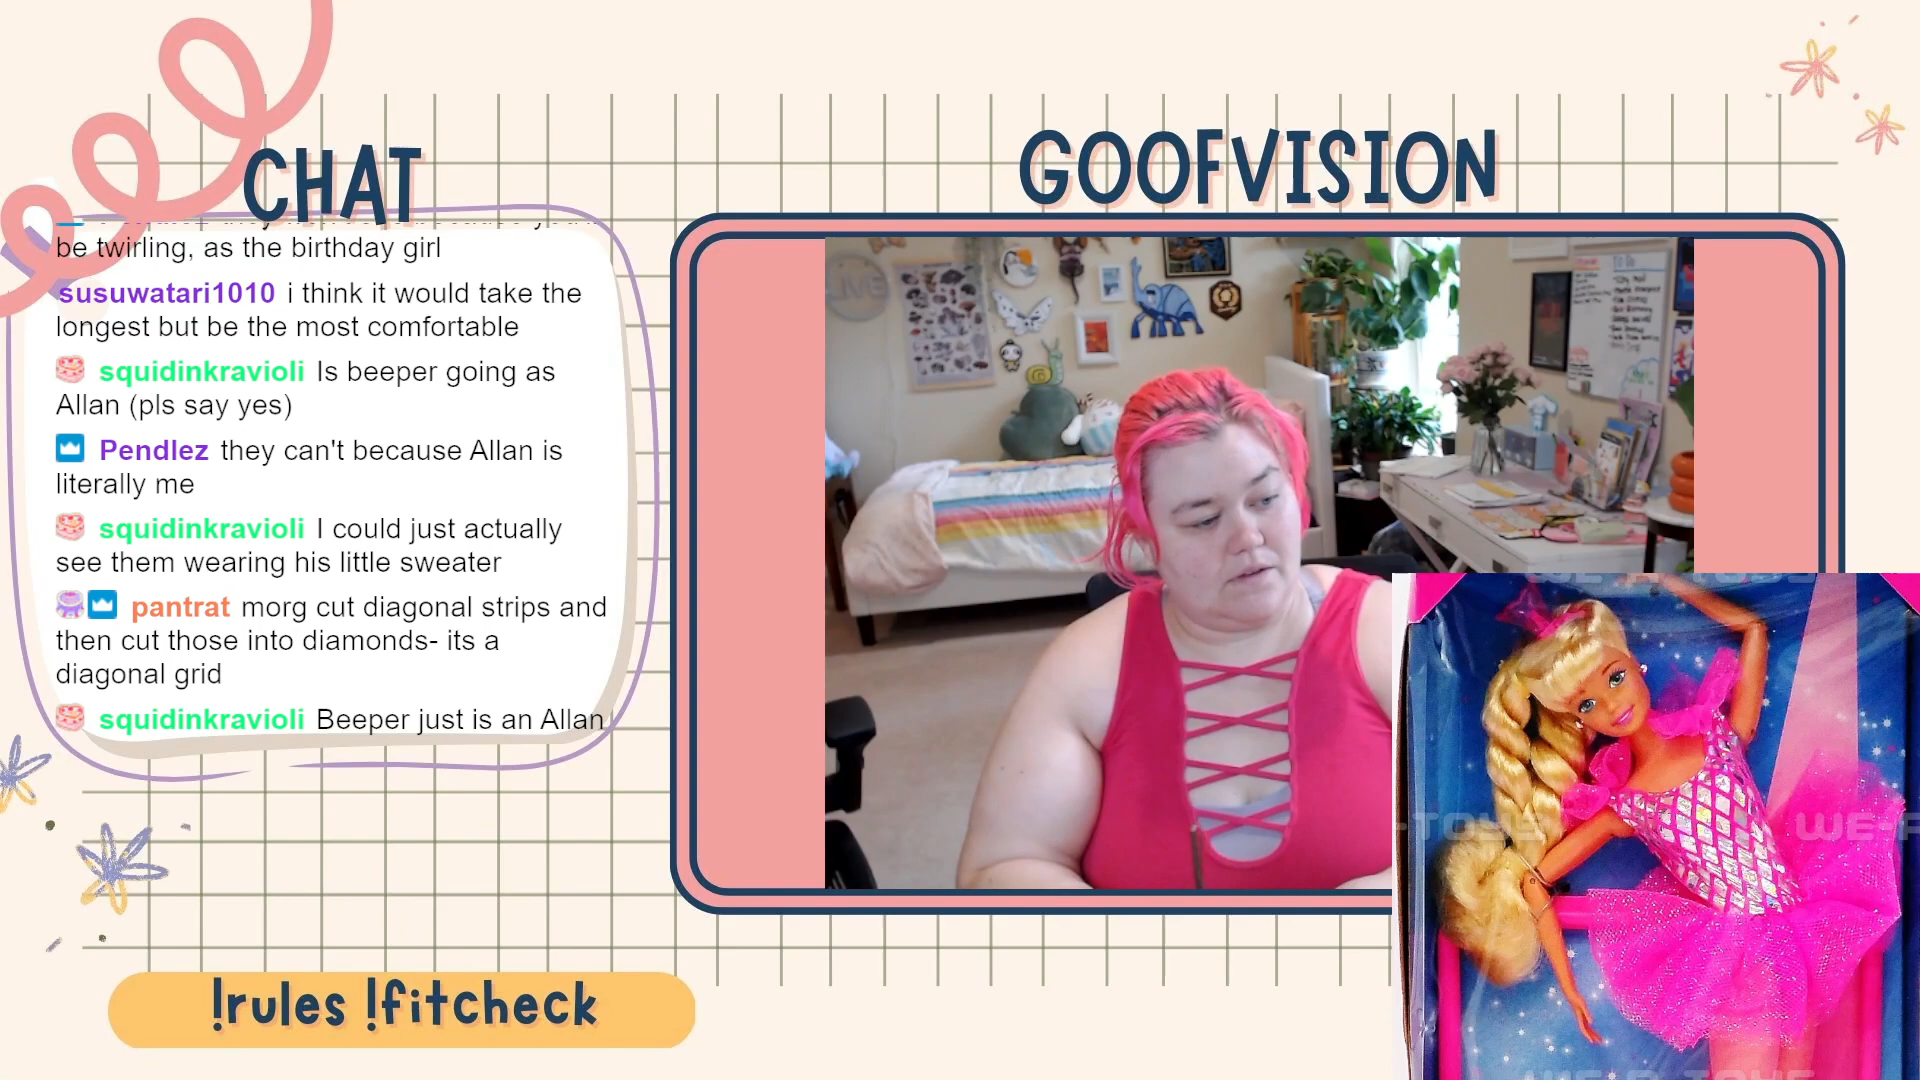 CHAT
GOOFVISION
be twirling, as the birthday girl
susuwatari1010 i think it would take the
longest but be the most comfortable
squidinkravioli Is beeper going as
Allan (pls say yes)
Pendlez they can't because Allan is
literally me
squidinkravioli I could just actually
see them wearing his little sweater
pantrat morg cut diagonal strips and
then cut those into diamonds- its a
diagonal grid
squidinkravioli Beeper just is an Allan
LIVE
!rules !fitcheck